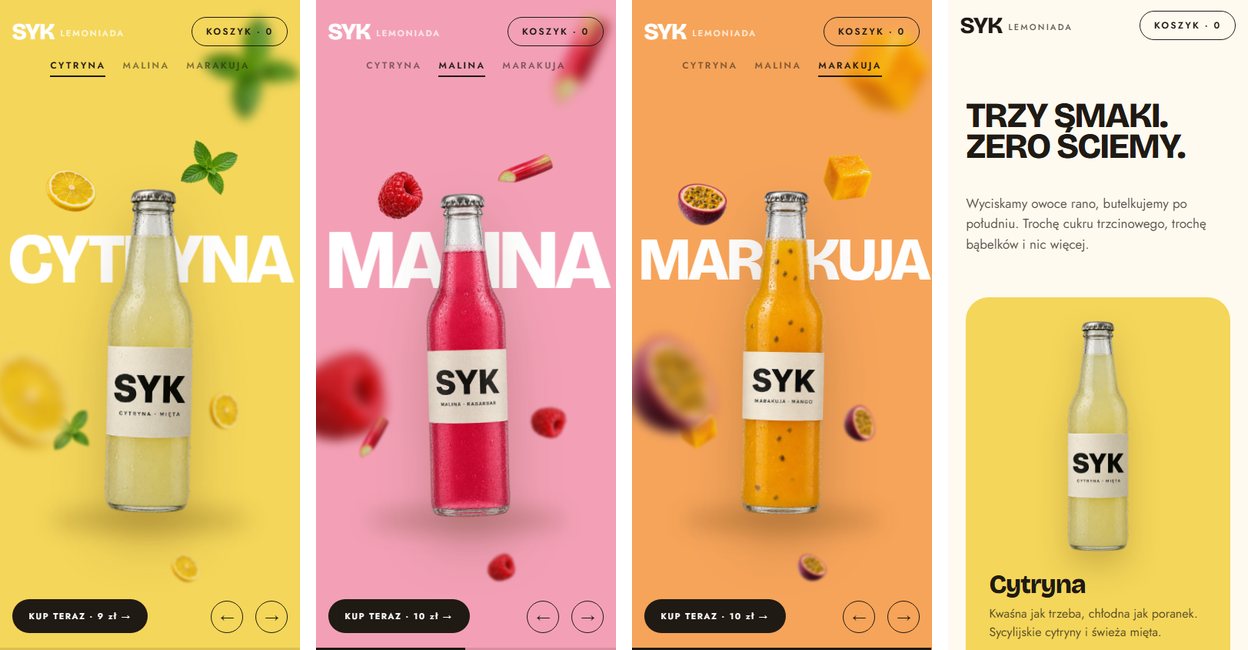 SYK LEMONIADA
KOSZYK · 0
CYTRYNA MALINA MARAKUJA
CYTRYNA
SYK
CYTRYNA · MIĘTA
KUP TERAZ · 9 zł →
← →
SYK LEMONIADA
KOSZYK · 0
CYTRYNA MALINA MARAKUJA
MALINA
SYK
MALINA · RABARBAR
KUP TERAZ · 10 zł →
← →
SYK LEMONIADA
KOSZYK · 0
CYTRYNA MALINA MARAKUJA
MARAKUJA
SYK
MARAKUJA · MANGO
KUP TERAZ · 10 zł →
← →
SYK LEMONIADA
KOSZYK · 0
TRZY SMAKI.
ZERO ŚCIEMY.
Wyciskamy owoce rano, butelkujemy po
południu. Trochę cukru trzcinowego, trochę
bąbelków i nic więcej.
SYK
CYTRYNA · MIĘTA
Cytryna
Kwaśna jak trzeba, chłodna jak poranek.
Sycylijskie cytryny i świeża mięta.